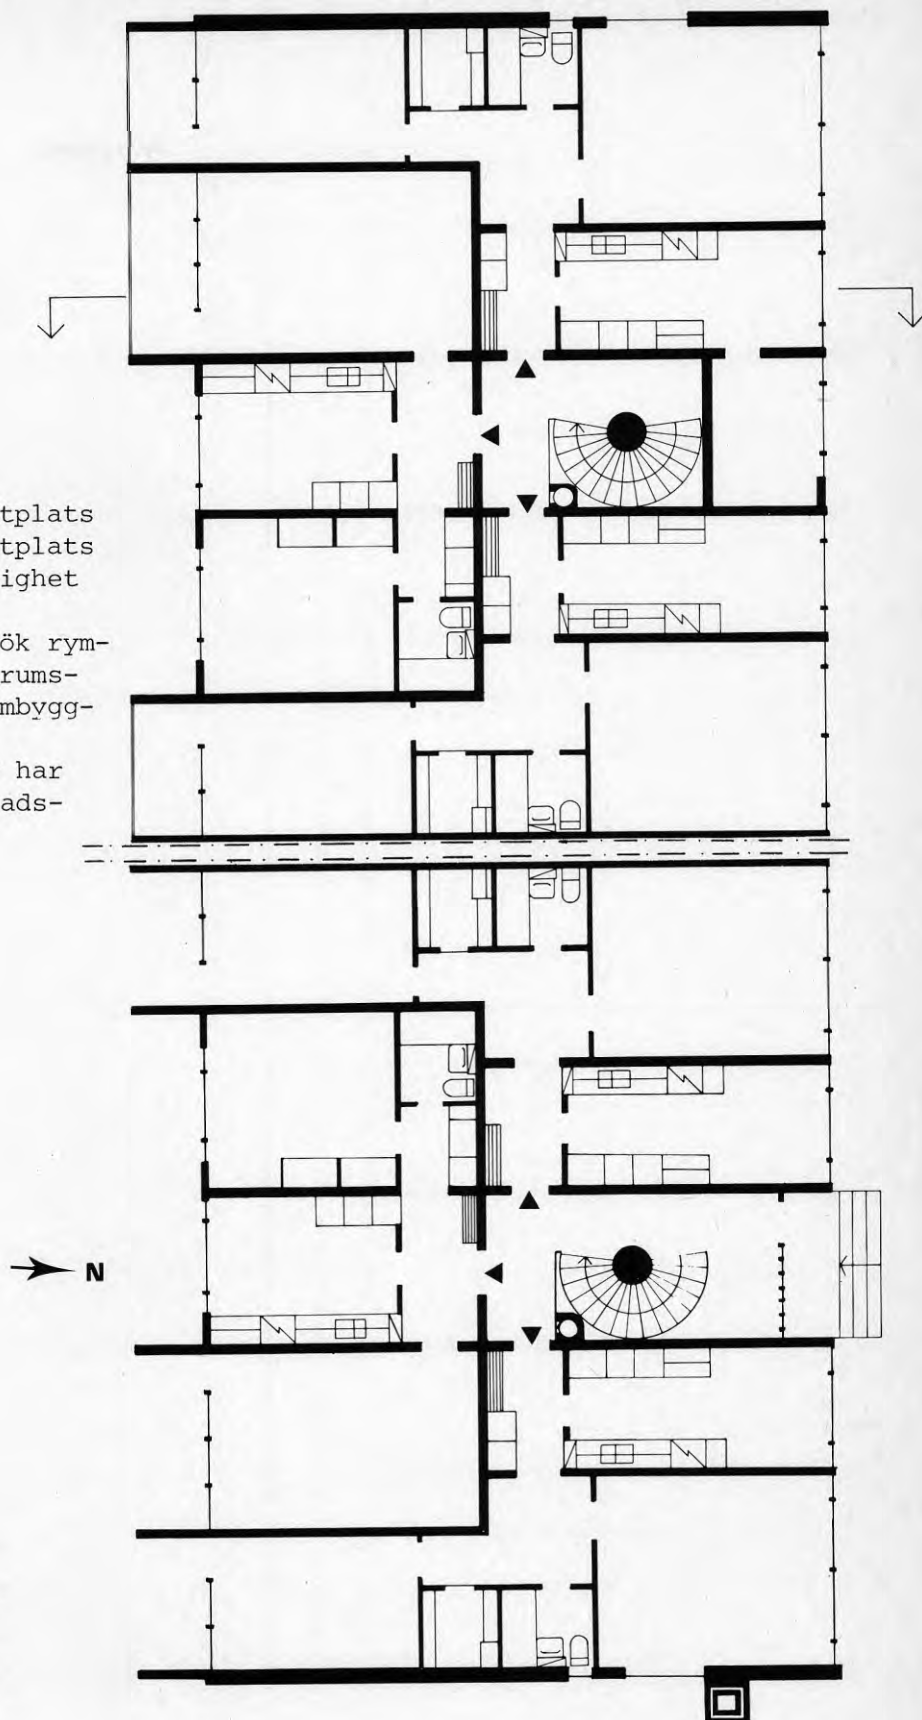 tplats
tplats
ighet
ök rym-
rums-
mbygg-
har
ads-
N